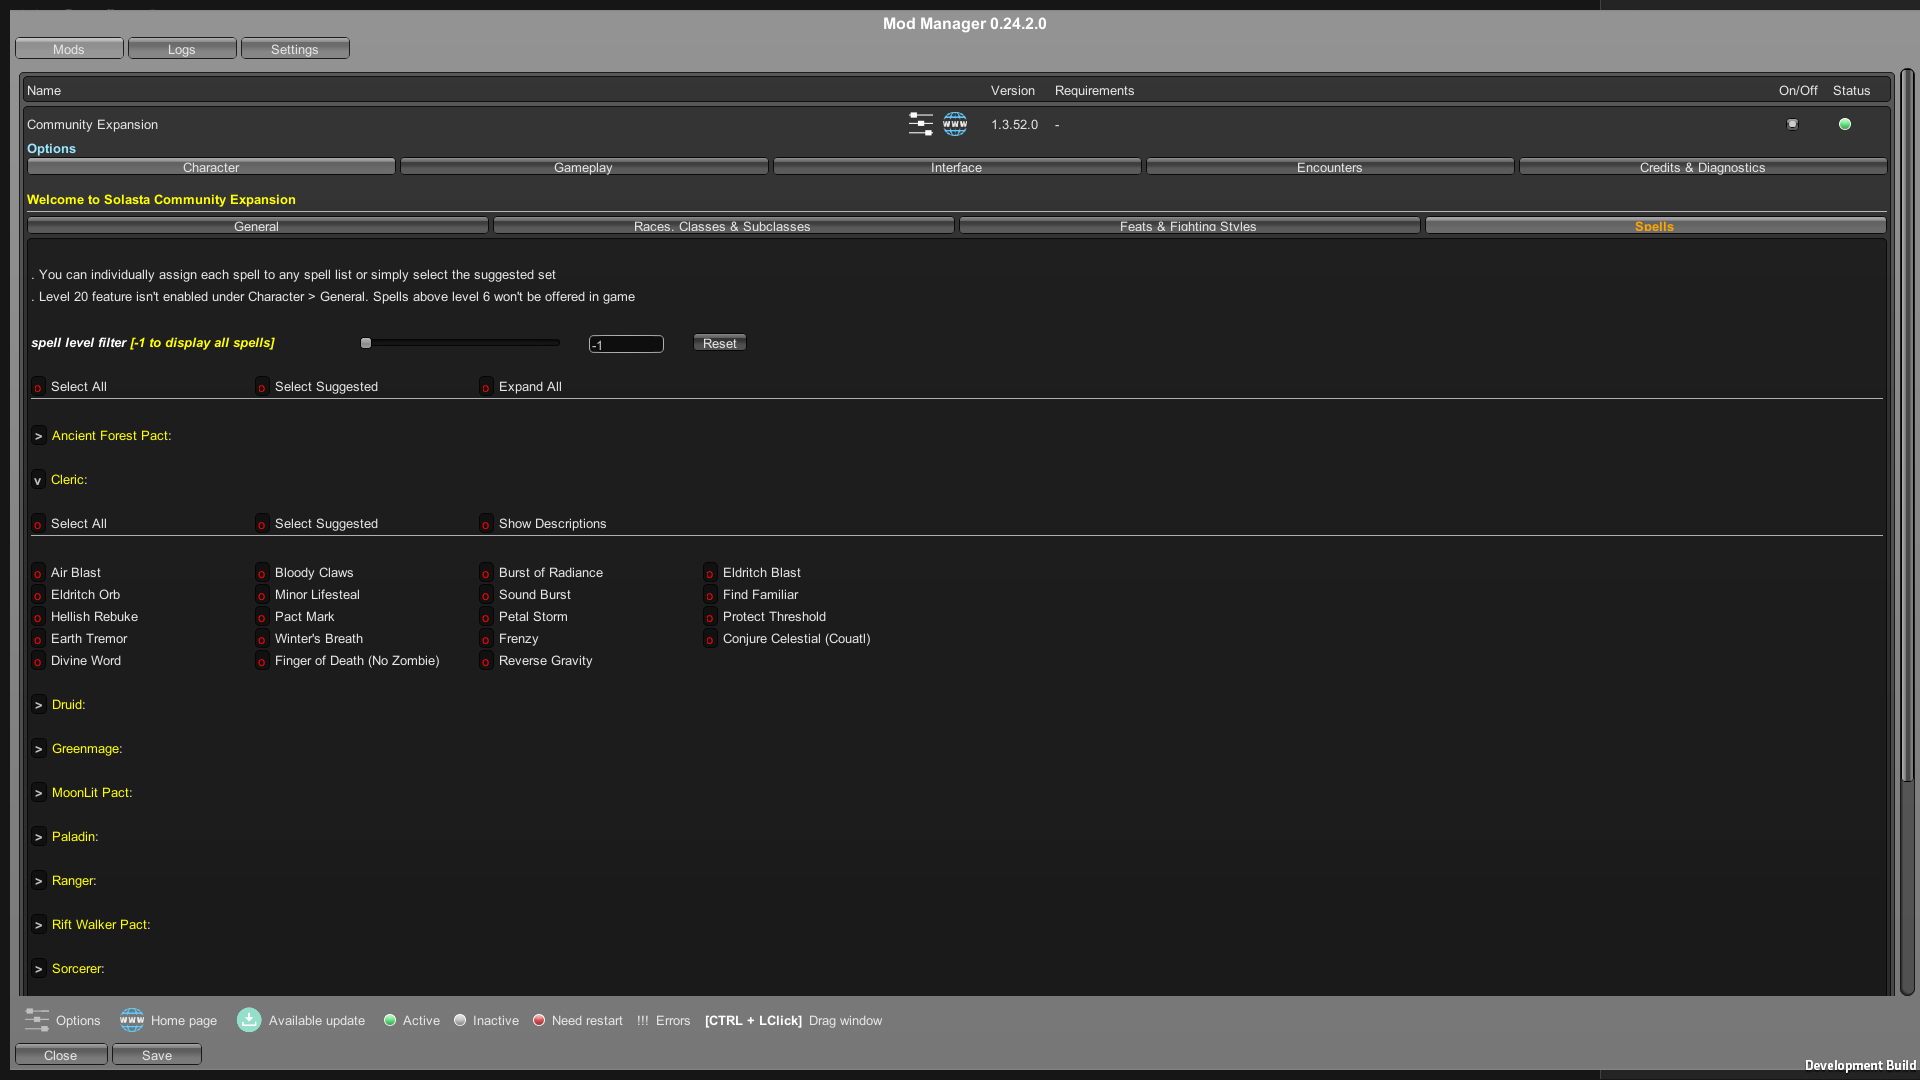 Mod Manager 0.24.2.0
Mods Logs Settings
Name Version Requirements On/Off Status
Community Expansion WWW 1.3.52.0 -
Options
Character Gameplay Interface Encounters Credits & Diagnostics
Welcome to Solasta Community Expansion
General Races, Classes & Subclasses Feats & Fighting Styles Spells
. You can individually assign each spell to any spell list or simply select the suggested set
. Level 20 feature isn't enabled under Character > General. Spells above level 6 won't be offered in game
spell level filter [-1 to display all spells] -1 Reset
o Select All o Select Suggested o Expand All
> Ancient Forest Pact:
v Cleric:
o Select All o Select Suggested o Show Descriptions
o Air Blast o Bloody Claws o Burst of Radiance o Eldritch Blast
o Eldritch Orb o Minor Lifesteal o Sound Burst o Find Familiar
o Hellish Rebuke o Pact Mark o Petal Storm o Protect Threshold
o Earth Tremor o Winter's Breath o Frenzy o Conjure Celestial (Couatl)
o Divine Word o Finger of Death (No Zombie) o Reverse Gravity
> Druid:
> Greenmage:
> MoonLit Pact:
> Paladin:
> Ranger:
> Rift Walker Pact:
> Sorcerer:
Options WWW Home page Available update Active Inactive Need restart !!! Errors [CTRL + LClick] Drag window
Close Save
Development Build